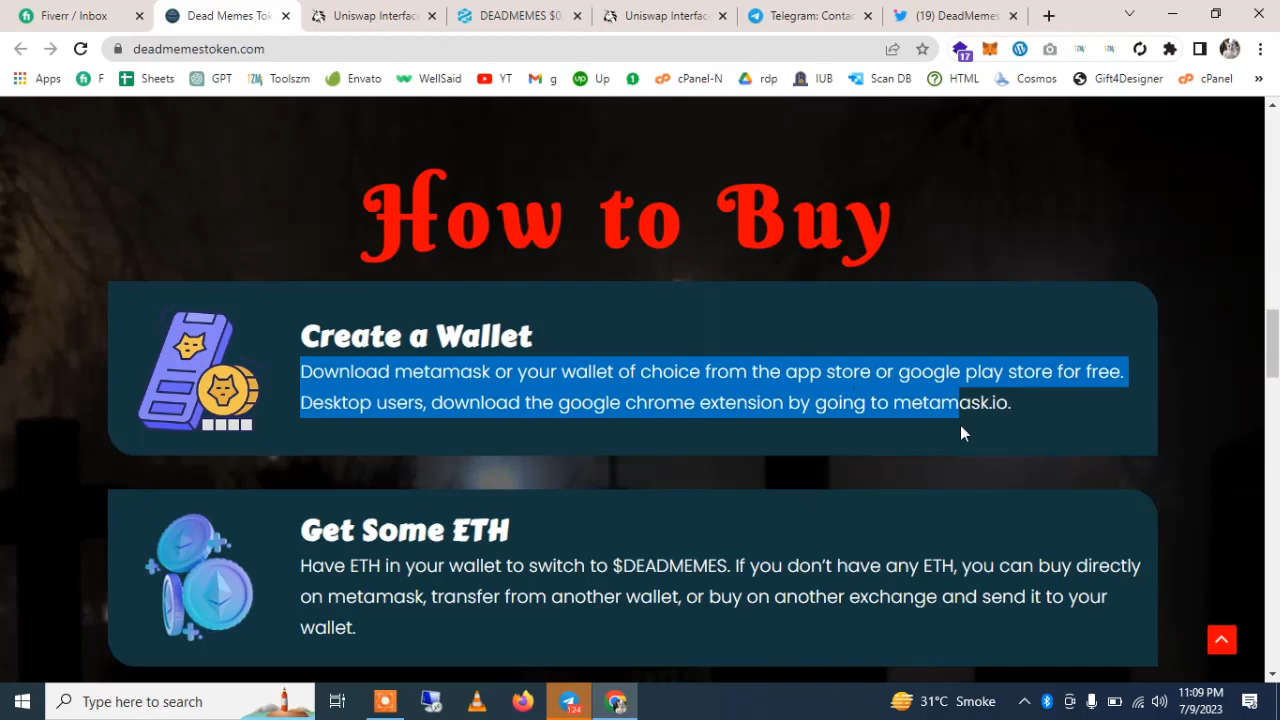 Fiverr / Inbox
Dead Memes Tok
Uniswap Interface
DEADMEMES $0.
Uniswap Interface
Telegram: Contac
(19) DeadMemes
deadmemestoken.com
17
Apps
F
Sheets
GPT
Toolszm
Envato
WellSaid
YT
g
Up
1
cPanel-N
rdp
IUB
Scan DB
HTML
Cosmos
Gift4Designer
cPanel
How to Buy
Create a Wallet
Download metamask or your wallet of choice from the app store or google play store for free.
Desktop users, download the google chrome extension by going to metamask.io.
Get Some ETH
Have ETH in your wallet to switch to $DEADMEMES. If you don't have any ETH, you can buy directly
on metamask, transfer from another wallet, or buy on another exchange and send it to your
wallet.
Type here to search
124
31°C Smoke
11:09 PM
7/9/2023